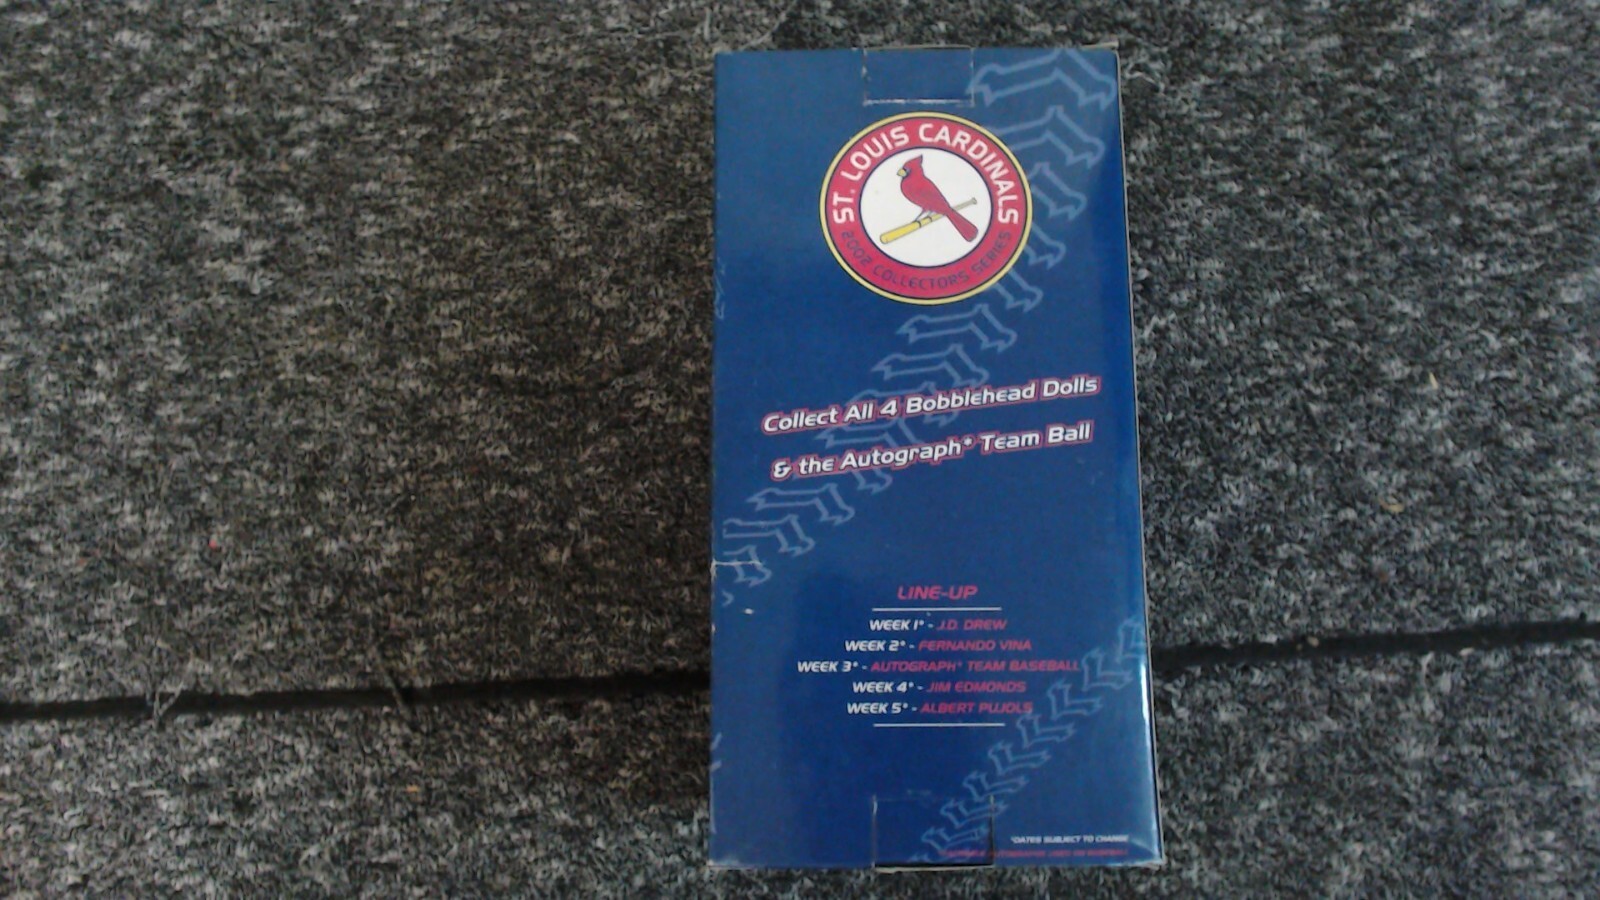 ST. LOUIS CARDINALS
2002 COLLECTORS SERIES
Collect All 4 Bobblehead Dolls
& the Autograph* Team Ball
LINE-UP
WEEK 1* - J.D. DREW
WEEK 2* - FERNANDO VINA
WEEK 3* - AUTOGRAPH* TEAM BASEBALL
WEEK 4* - JIM EDMONDS
WEEK 5* - ALBERT PUJOLS
*DATES SUBJECT TO CHANGE